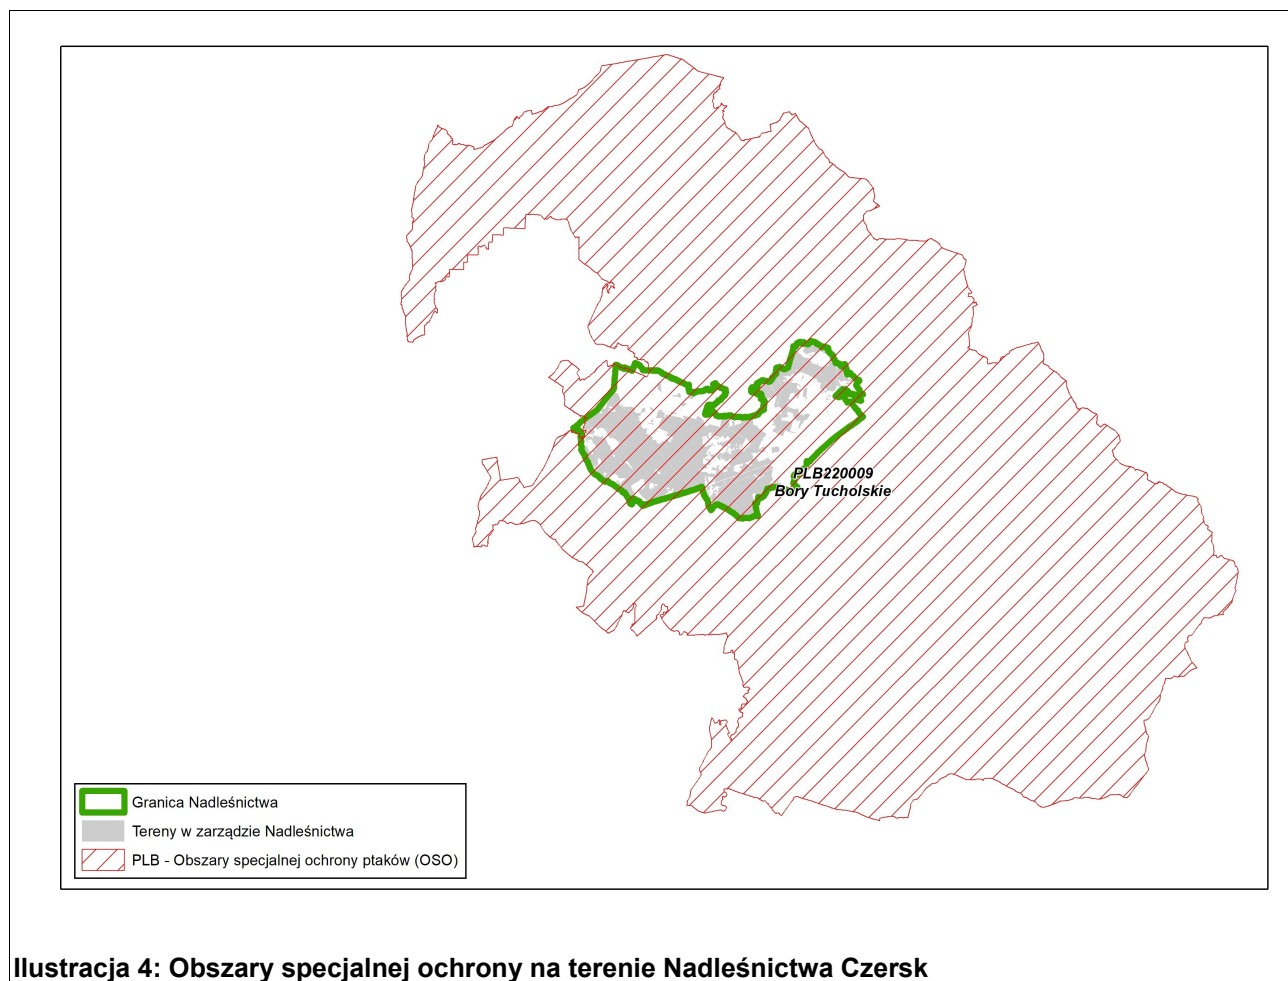 PLB220009
Bory Tucholskie
Granica Nadleśnictwa
Tereny w zarządzie Nadleśnictwa
PLB - Obszary specjalnej ochrony ptaków (OSO)
Ilustracja 4: Obszary specjalnej ochrony na terenie Nadleśnictwa Czersk